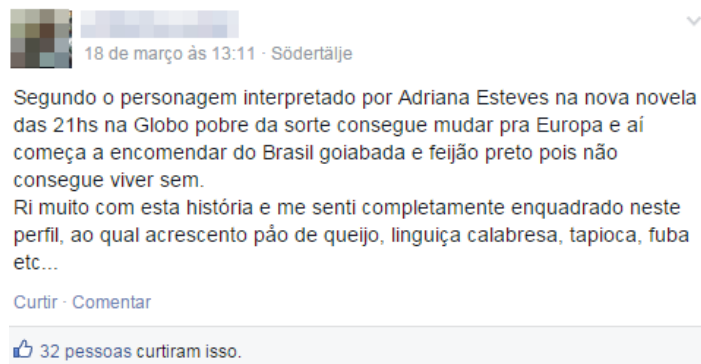 18 de março às 13:11 · Södertälje
Segundo o personagem interpretado por Adriana Esteves na nova novela
das 21hs na Globo pobre da sorte consegue mudar pra Europa e aí
começa a encomendar do Brasil goiabada e feijão preto pois não
consegue viver sem.
Ri muito com esta história e me senti completamente enquadrado neste
perfil, ao qual acrescento påo de queijo, linguiça calabresa, tapioca, fuba
etc...
Curtir · Comentar
32 pessoas curtiram isso.